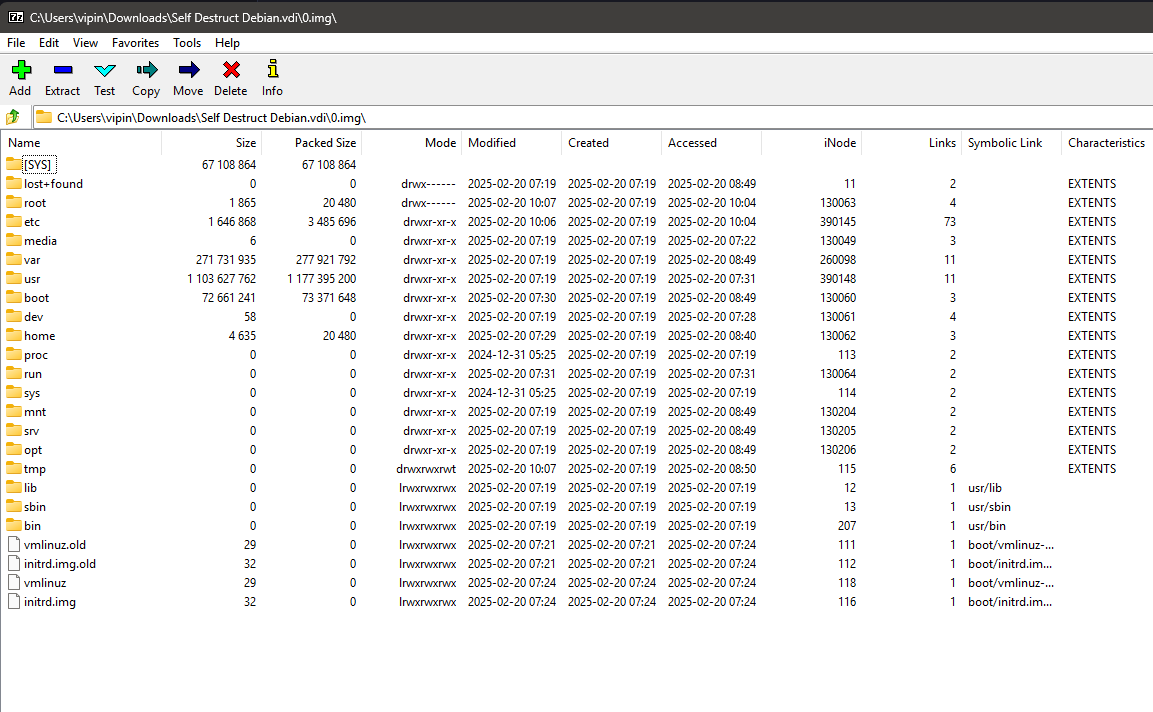 C:\Users\vipin\Downloads\Self Destruct Debian.vdi\0.img\
File Edit View Favorites Tools Help
Add Extract Test Copy Move Delete Info
C:\Users\vipin\Downloads\Self Destruct Debian.vdi\0.img\
Name Size Packed Size Mode Modified Created Accessed iNode Links Symbolic Link Characteristics
[SYS] 67 108 864 67 108 864
lost+found 0 0 drwx------ 2025-02-20 07:19 2025-02-20 07:19 2025-02-20 08:49 11 2 EXTENTS
root 1 865 20 480 drwx------ 2025-02-20 10:07 2025-02-20 07:19 2025-02-20 10:04 130063 4 EXTENTS
etc 1 646 868 3 485 696 drwxr-xr-x 2025-02-20 10:06 2025-02-20 07:19 2025-02-20 10:04 390145 73 EXTENTS
media 6 0 drwxr-xr-x 2025-02-20 07:19 2025-02-20 07:19 2025-02-20 07:22 130049 3 EXTENTS
var 271 731 935 277 921 792 drwxr-xr-x 2025-02-20 07:19 2025-02-20 07:19 2025-02-20 08:49 260098 11 EXTENTS
usr 1 103 627 762 1 177 395 200 drwxr-xr-x 2025-02-20 07:19 2025-02-20 07:19 2025-02-20 07:31 390148 11 EXTENTS
boot 72 661 241 73 371 648 drwxr-xr-x 2025-02-20 07:30 2025-02-20 07:19 2025-02-20 08:49 130060 3 EXTENTS
dev 58 0 drwxr-xr-x 2025-02-20 07:19 2025-02-20 07:19 2025-02-20 07:28 130061 4 EXTENTS
home 4 635 20 480 drwxr-xr-x 2025-02-20 07:29 2025-02-20 07:19 2025-02-20 08:40 130062 3 EXTENTS
proc 0 0 drwxr-xr-x 2024-12-31 05:25 2025-02-20 07:19 2025-02-20 07:19 113 2 EXTENTS
run 0 0 drwxr-xr-x 2025-02-20 07:31 2025-02-20 07:19 2025-02-20 07:31 130064 2 EXTENTS
sys 0 0 drwxr-xr-x 2024-12-31 05:25 2025-02-20 07:19 2025-02-20 07:19 114 2 EXTENTS
mnt 0 0 drwxr-xr-x 2025-02-20 07:19 2025-02-20 07:19 2025-02-20 08:49 130204 2 EXTENTS
srv 0 0 drwxr-xr-x 2025-02-20 07:19 2025-02-20 07:19 2025-02-20 08:49 130205 2 EXTENTS
opt 0 0 drwxr-xr-x 2025-02-20 07:19 2025-02-20 07:19 2025-02-20 08:49 130206 2 EXTENTS
tmp 0 0 drwxrwxrwt 2025-02-20 10:07 2025-02-20 07:19 2025-02-20 08:50 115 6 EXTENTS
lib 0 0 lrwxrwxrwx 2025-02-20 07:19 2025-02-20 07:19 2025-02-20 07:19 12 1 usr/lib
sbin 0 0 lrwxrwxrwx 2025-02-20 07:19 2025-02-20 07:19 2025-02-20 07:19 13 1 usr/sbin
bin 0 0 lrwxrwxrwx 2025-02-20 07:19 2025-02-20 07:19 2025-02-20 07:19 207 1 usr/bin
vmlinuz.old 29 0 lrwxrwxrwx 2025-02-20 07:21 2025-02-20 07:21 2025-02-20 07:24 111 1 boot/vmlinuz-...
initrd.img.old 32 0 lrwxrwxrwx 2025-02-20 07:21 2025-02-20 07:21 2025-02-20 07:24 112 1 boot/initrd.im...
vmlinuz 29 0 lrwxrwxrwx 2025-02-20 07:24 2025-02-20 07:24 2025-02-20 07:24 118 1 boot/vmlinuz-...
initrd.img 32 0 lrwxrwxrwx 2025-02-20 07:24 2025-02-20 07:24 2025-02-20 07:24 116 1 boot/initrd.im...